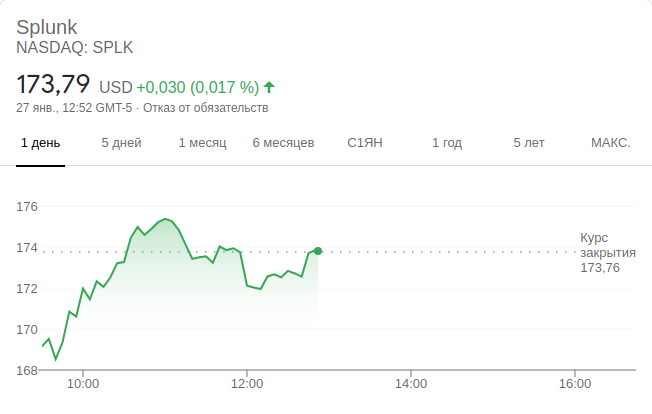 Splunk
NASDAQ: SPLK
173,79 USD +0,030 (0,017 %)
27 янв., 12:52 GMT-5 · Отказ от обязательств
1 день 5 дней 1 месяц 6 месяцев С1ЯН 1 год 5 лет МАКС.
176
Курс
174
закрытия
173,76
172
170
168
10:00 12:00 14:00 16:00